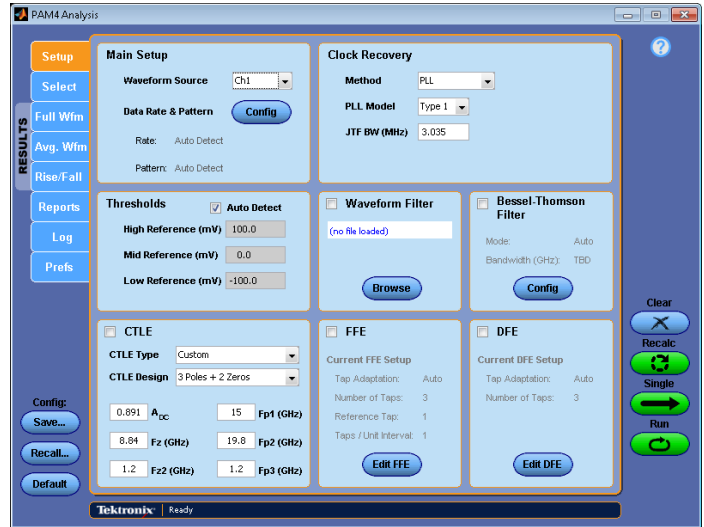 PAM4 Analysis
Setup
Select
RESULTS
Full Wfm
Avg. Wfm
Rise/Fall
Reports
Log
Prefs
Config:
Save...
Recall...
Default
Main Setup
Waveform Source Ch1
Data Rate & Pattern Config
Rate: Auto Detect
Pattern: Auto Detect
Clock Recovery
Method PLL
PLL Model Type 1
JTF BW (MHz) 3.035
Thresholds Auto Detect
High Reference (mV) 100.0
Mid Reference (mV) 0.0
Low Reference (mV) -100.0
Waveform Filter
(no file loaded)
Browse
Bessel-Thomson
Filter
Mode: Auto
Bandwidth (GHz): TBD
Config
CTLE
CTLE Type Custom
CTLE Design 3 Poles + 2 Zeros
0.891 ADC 15 Fp1 (GHz)
8.84 Fz (GHz) 19.8 Fp2 (GHz)
1.2 Fz2 (GHz) 1.2 Fp3 (GHz)
FFE
Current FFE Setup
Tap Adaptation: Auto
Number of Taps: 3
Reference Tap: 1
Taps / Unit Interval: 1
Edit FFE
DFE
Current DFE Setup
Tap Adaptation: Auto
Number of Taps: 3
Edit DFE
?
Clear
Recalc
Single
Run
Tektronix Ready